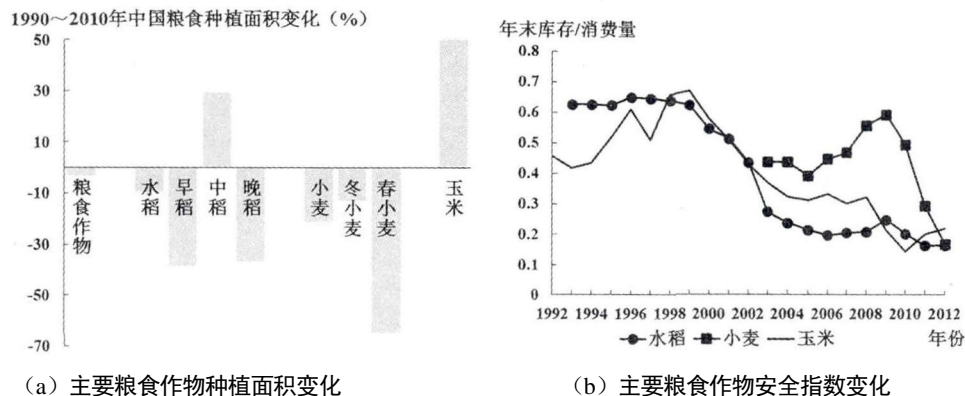 1990～2010年中国粮食种植面积变化（%）
50
30
10
-10
-30
-50
-70
粮食作物
水稻
早稻
中稻
晚稻
小麦
冬小麦
春小麦
玉米
（a）主要粮食作物种植面积变化
年末库存/消费量
0.8
0.7
0.6
0.5
0.4
0.3
0.2
0.1
0
1992 1994 1996 1998 2000 2002 2004 2006 2008 2010 2012
水稻 小麦 玉米 年份
（b）主要粮食作物安全指数变化